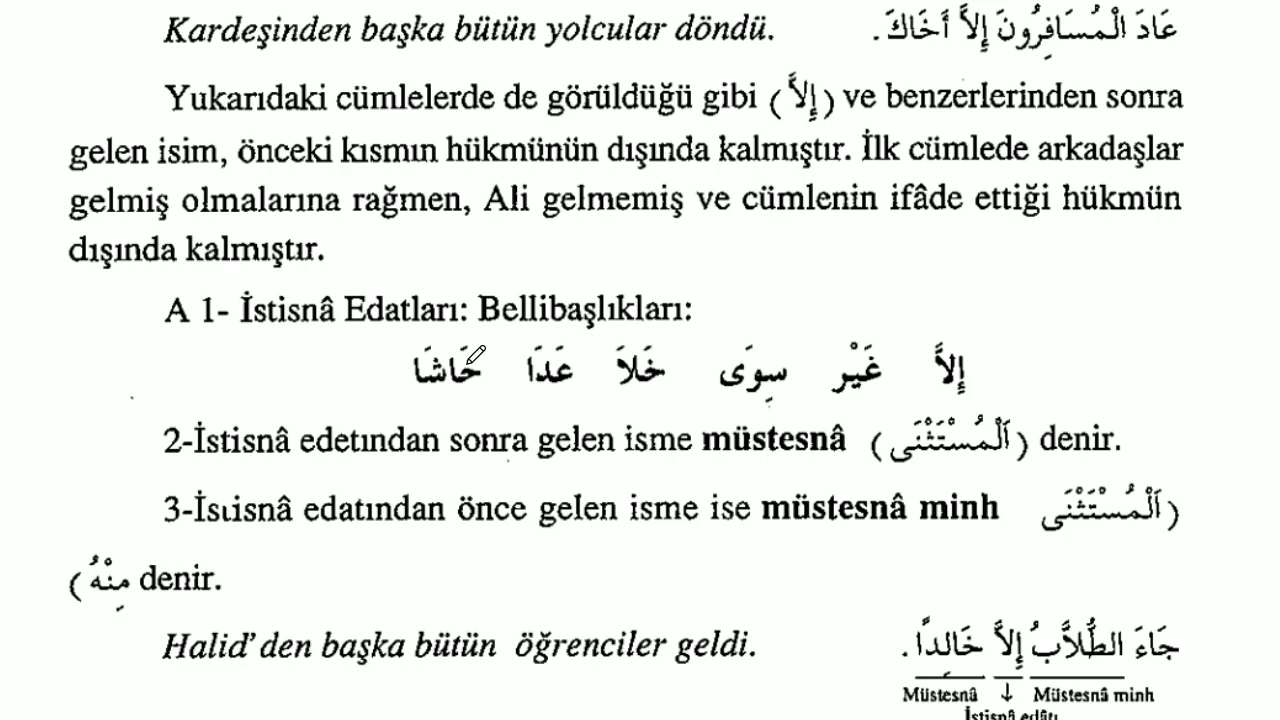 Kardeşinden başka bütün yolcular döndü. عَادَ الْمُسَافِرُونَ إِلاَّ أَخَاكَ .
Yukarıdaki cümlelerde de görüldüğü gibi (إِلاَّ) ve benzerlerinden sonra
gelen isim, önceki kısmın hükmünün dışında kalmıştır. İlk cümlede arkadaşlar
gelmiş olmalarına rağmen, Ali gelmemiş ve cümlenin ifâde ettiği hükmün
dışında kalmıştır.
A 1- İstisnâ Edatları: Bellibaşlıkları:
إِلاَّ غَيْر سِوَى خَلاَ عَدَا حَاشَا
2-İstisnâ edetından sonra gelen isme müstesnâ (اَلْمُسْتَثْنَى) denir.
3-İstisnâ edatından önce gelen isme ise müstesnâ minh (اَلْمُسْتَثْنَى
مِنْهُ) denir.
Halid'den başka bütün öğrenciler geldi. جَاءَ الطُّلاَّبُ إِلاَّ خَالِدًا .
Müstesnâ ↓ Müstesnâ minh
İstisnâ edâtı